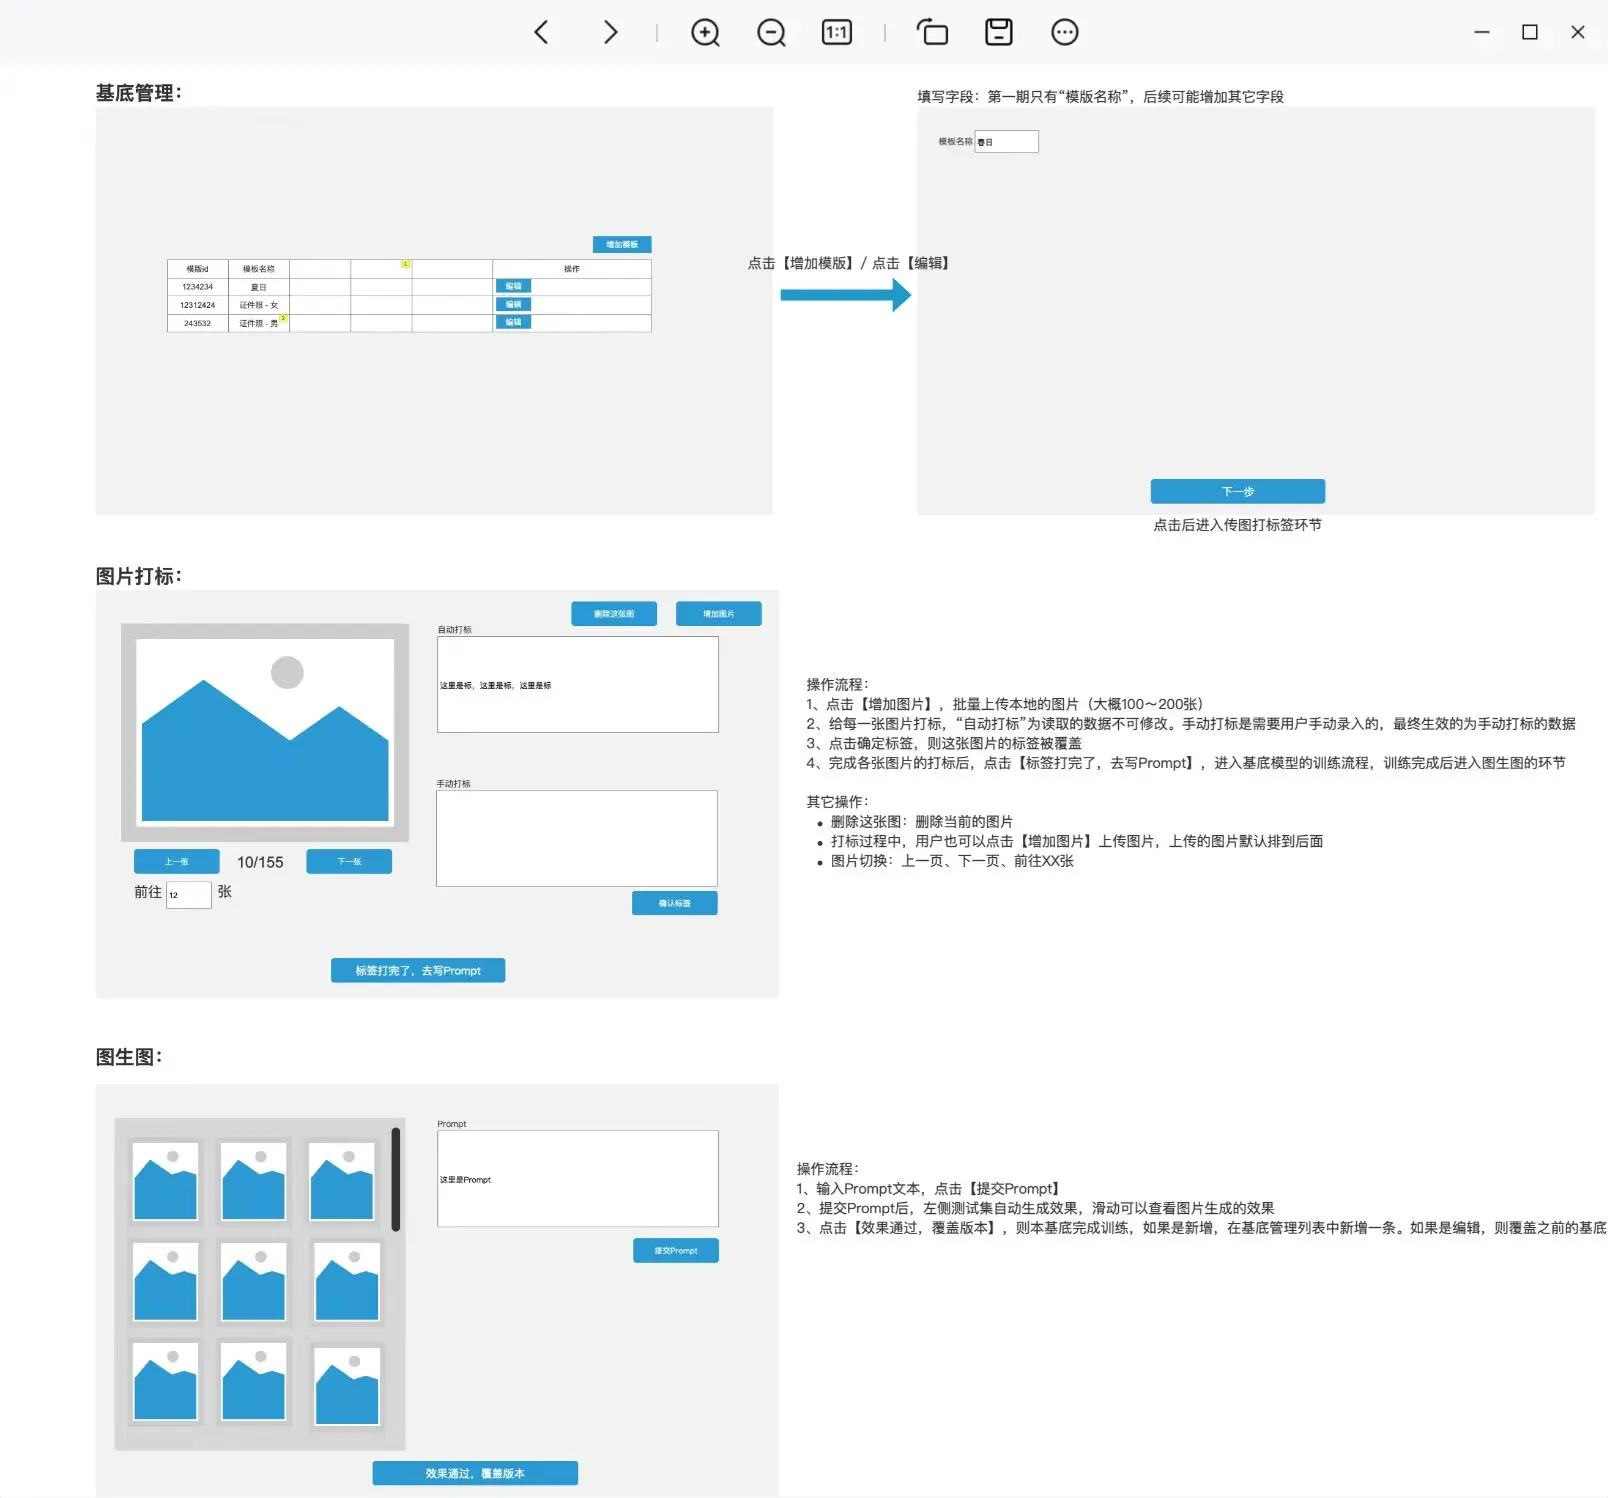 1:1
基底管理：
填写字段：第一期只有“模版名称”，后续可能增加其它字段
模板名称 春日
增加模板
点击【增加模版】/ 点击【编辑】
模版id 模板名称 1 操作
1234234 夏日 编辑
12312424 证件照 - 女 编辑
243532 证件照 - 男 2 编辑
下一步
点击后进入传图打标签环节
图片打标：
删除这张图 增加图片
自动打标
这里是标，这里是标，这里是标
手动打标
上一张 10/155 下一张
前往 12 张
确认标签
标签打完了，去写Prompt
操作流程：
1、点击【增加图片】，批量上传本地的图片（大概100～200张）
2、给每一张图片打标，“自动打标”为读取的数据不可修改。手动打标是需要用户手动录入的，最终生效的为手动打标的数据
3、点击确定标签，则这张图片的标签被覆盖
4、完成各张图片的打标后，点击【标签打完了，去写Prompt】，进入基底模型的训练流程，训练完成后进入图生图的环节
其它操作：
• 删除这张图：删除当前的图片
• 打标过程中，用户也可以点击【增加图片】上传图片，上传的图片默认排到后面
• 图片切换：上一页、下一页、前往XX张
图生图：
Prompt
这里是Prompt
提交Prompt
效果通过，覆盖版本
操作流程：
1、输入Prompt文本，点击【提交Prompt】
2、提交Prompt后，左侧测试集自动生成效果，滑动可以查看图片生成的效果
3、点击【效果通过，覆盖版本】，则本基底完成训练，如果是新增，在基底管理列表中新增一条。如果是编辑，则覆盖之前的基底